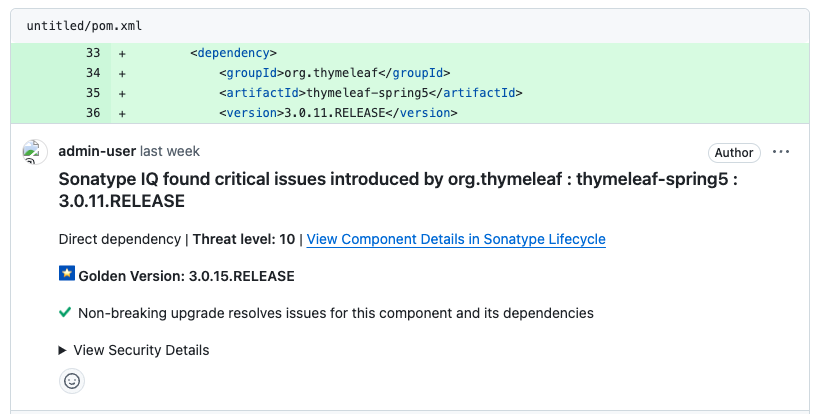 untitled/pom.xml
33 + <dependency>
34 + <groupId>org.thymeleaf</groupId>
35 + <artifactId>thymeleaf-spring5</artifactId>
36 + <version>3.0.11.RELEASE</version>
admin-user last week Author
Sonatype IQ found critical issues introduced by org.thymeleaf : thymeleaf-spring5 :
3.0.11.RELEASE
Direct dependency | Threat level: 10 | View Component Details in Sonatype Lifecycle
Golden Version: 3.0.15.RELEASE
Non-breaking upgrade resolves issues for this component and its dependencies
View Security Details